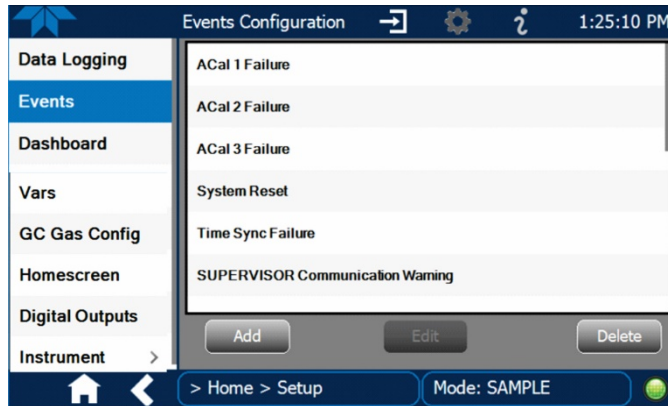 Events Configuration
1:25:10 PM
Data Logging
Events
Dashboard
Vars
GC Gas Config
Homescreen
Digital Outputs
Instrument >
ACal 1 Failure
ACal 2 Failure
ACal 3 Failure
System Reset
Time Sync Failure
SUPERVISOR Communication Warning
Add
Edit
Delete
> Home > Setup
Mode: SAMPLE